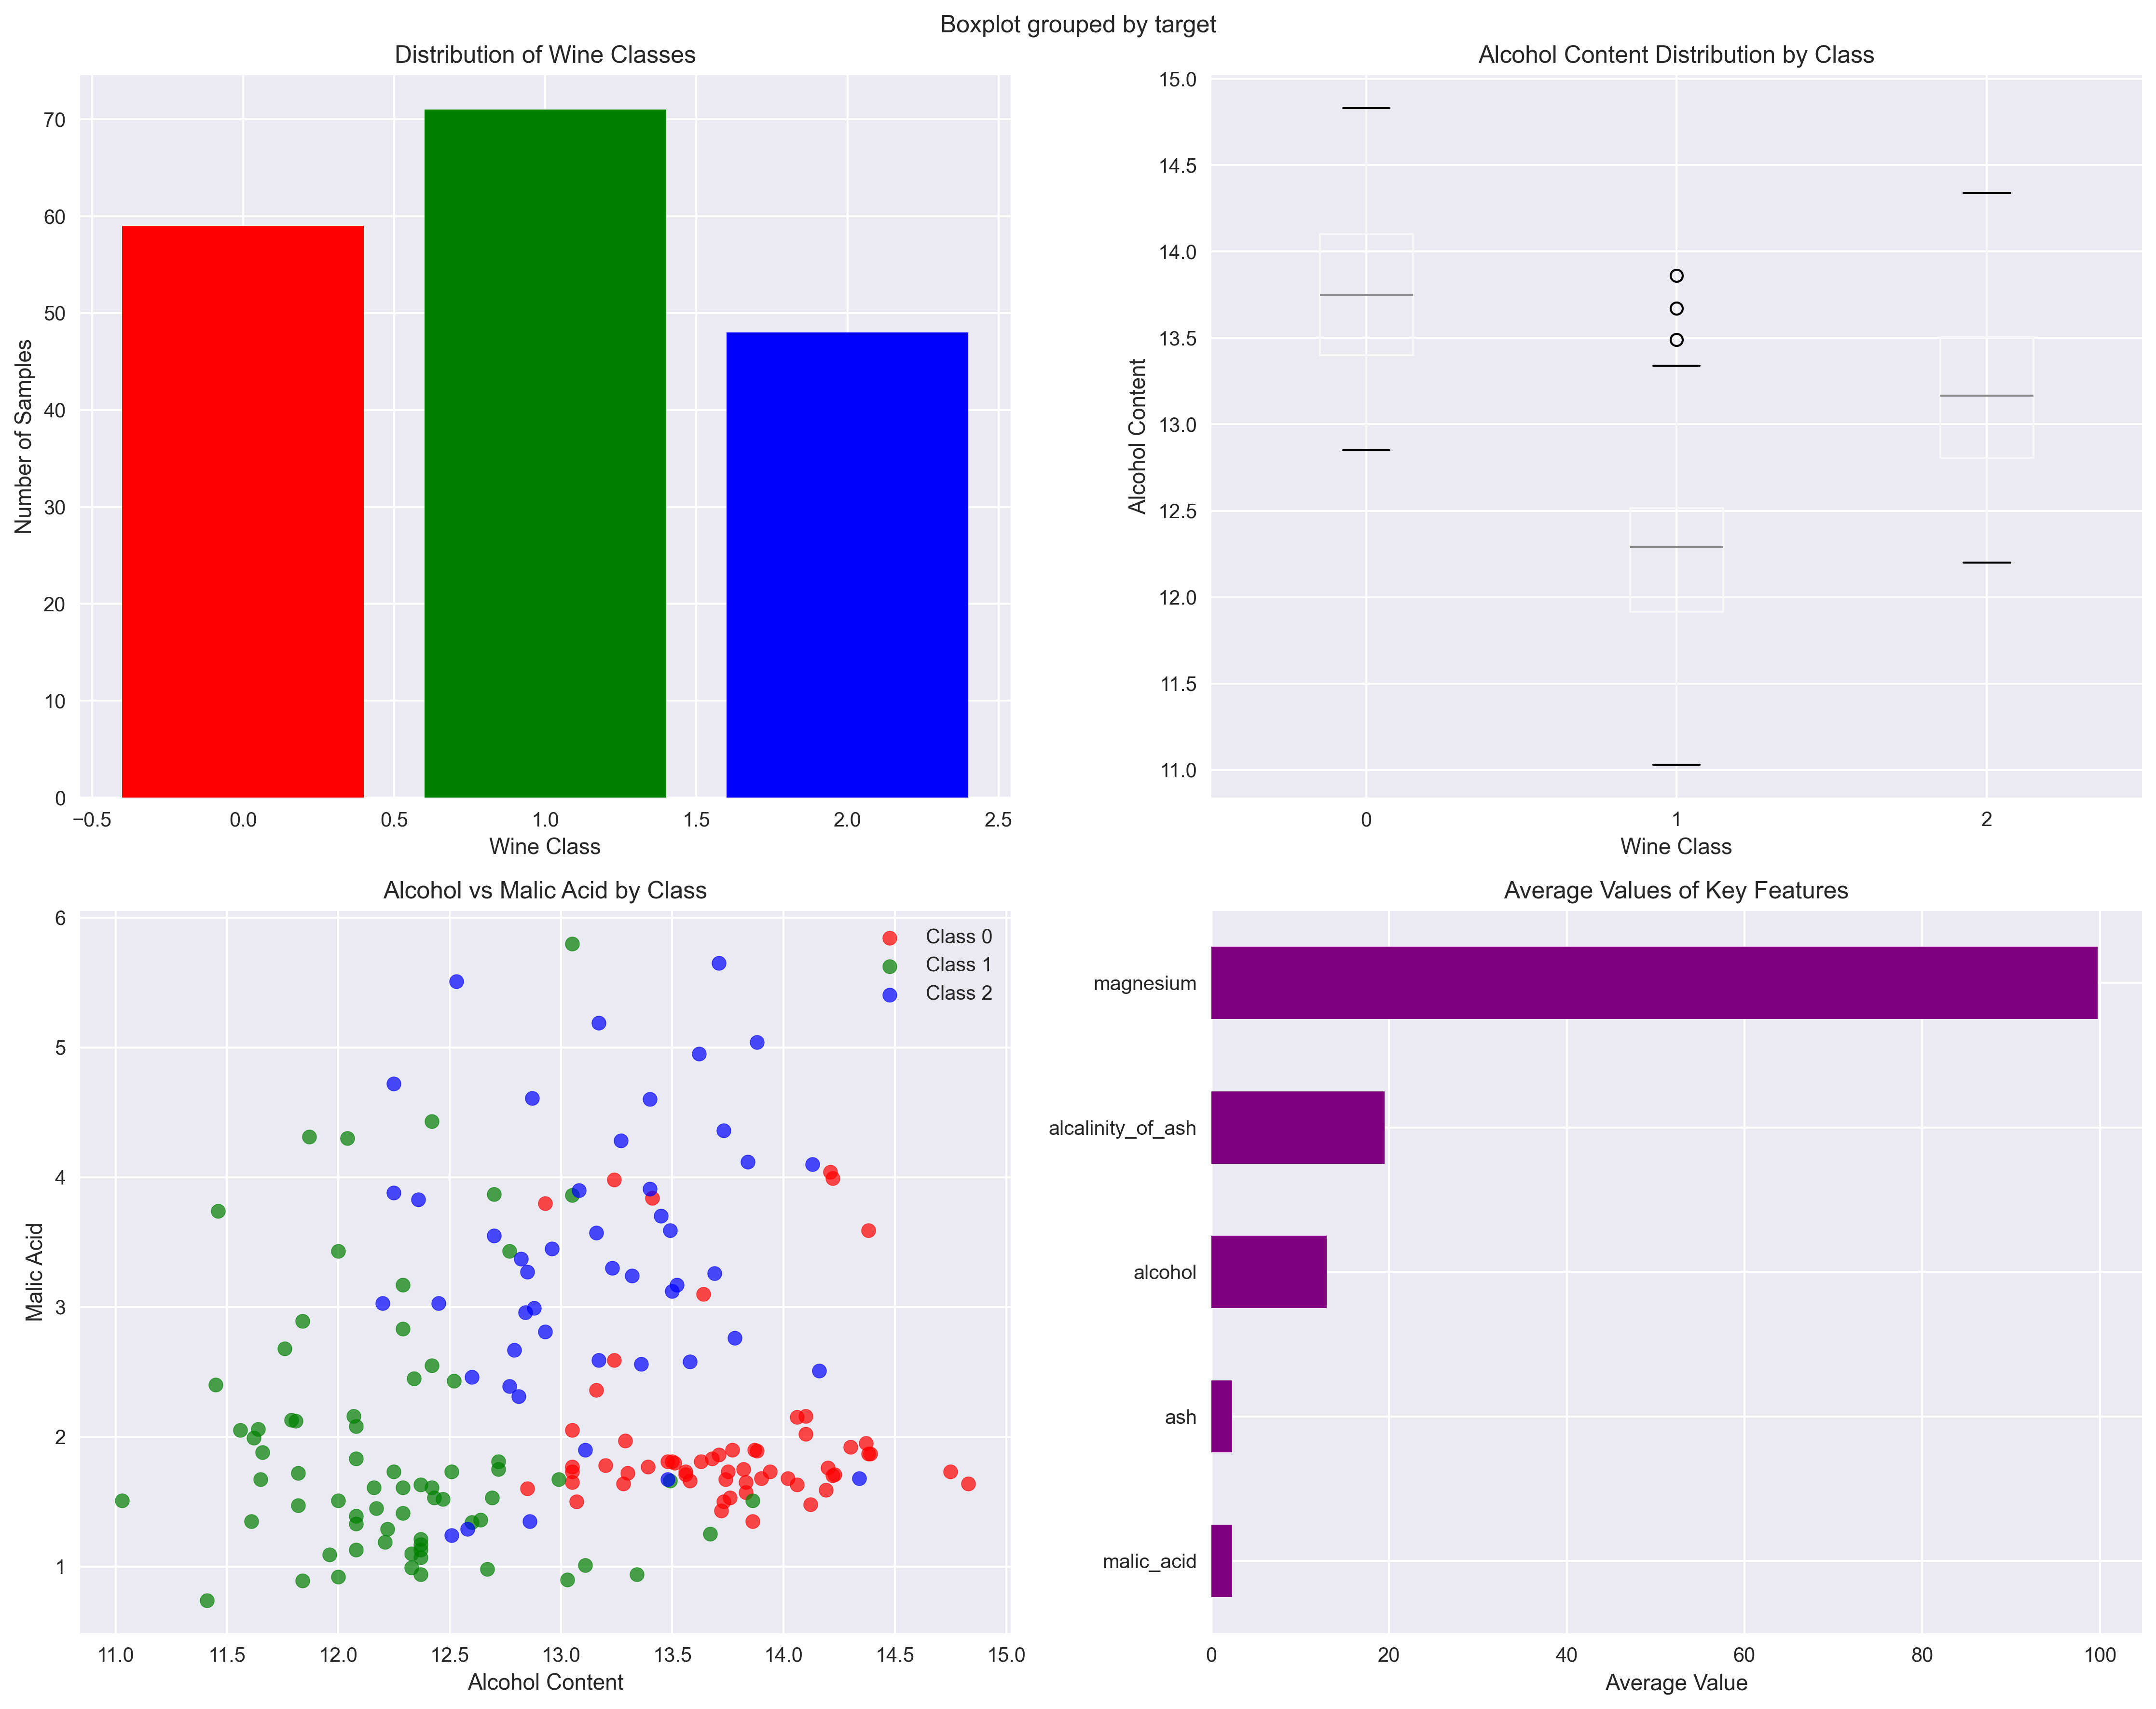 Boxplot grouped by target
Distribution of Wine Classes
70
60
50
40
30
20
10
0
Number of Samples
−0.5 0.0 0.5 1.0 1.5 2.0 2.5
Wine Class
Alcohol Content Distribution by Class
15.0
14.5
14.0
13.5
13.0
12.5
12.0
11.5
11.0
Alcohol Content
0 1 2
Wine Class
Alcohol vs Malic Acid by Class
Class 0
Class 1
Class 2
6
5
4
3
2
1
Malic Acid
11.0 11.5 12.0 12.5 13.0 13.5 14.0 14.5 15.0
Alcohol Content
Average Values of Key Features
magnesium
alcalinity_of_ash
alcohol
ash
malic_acid
0 20 40 60 80 100
Average Value